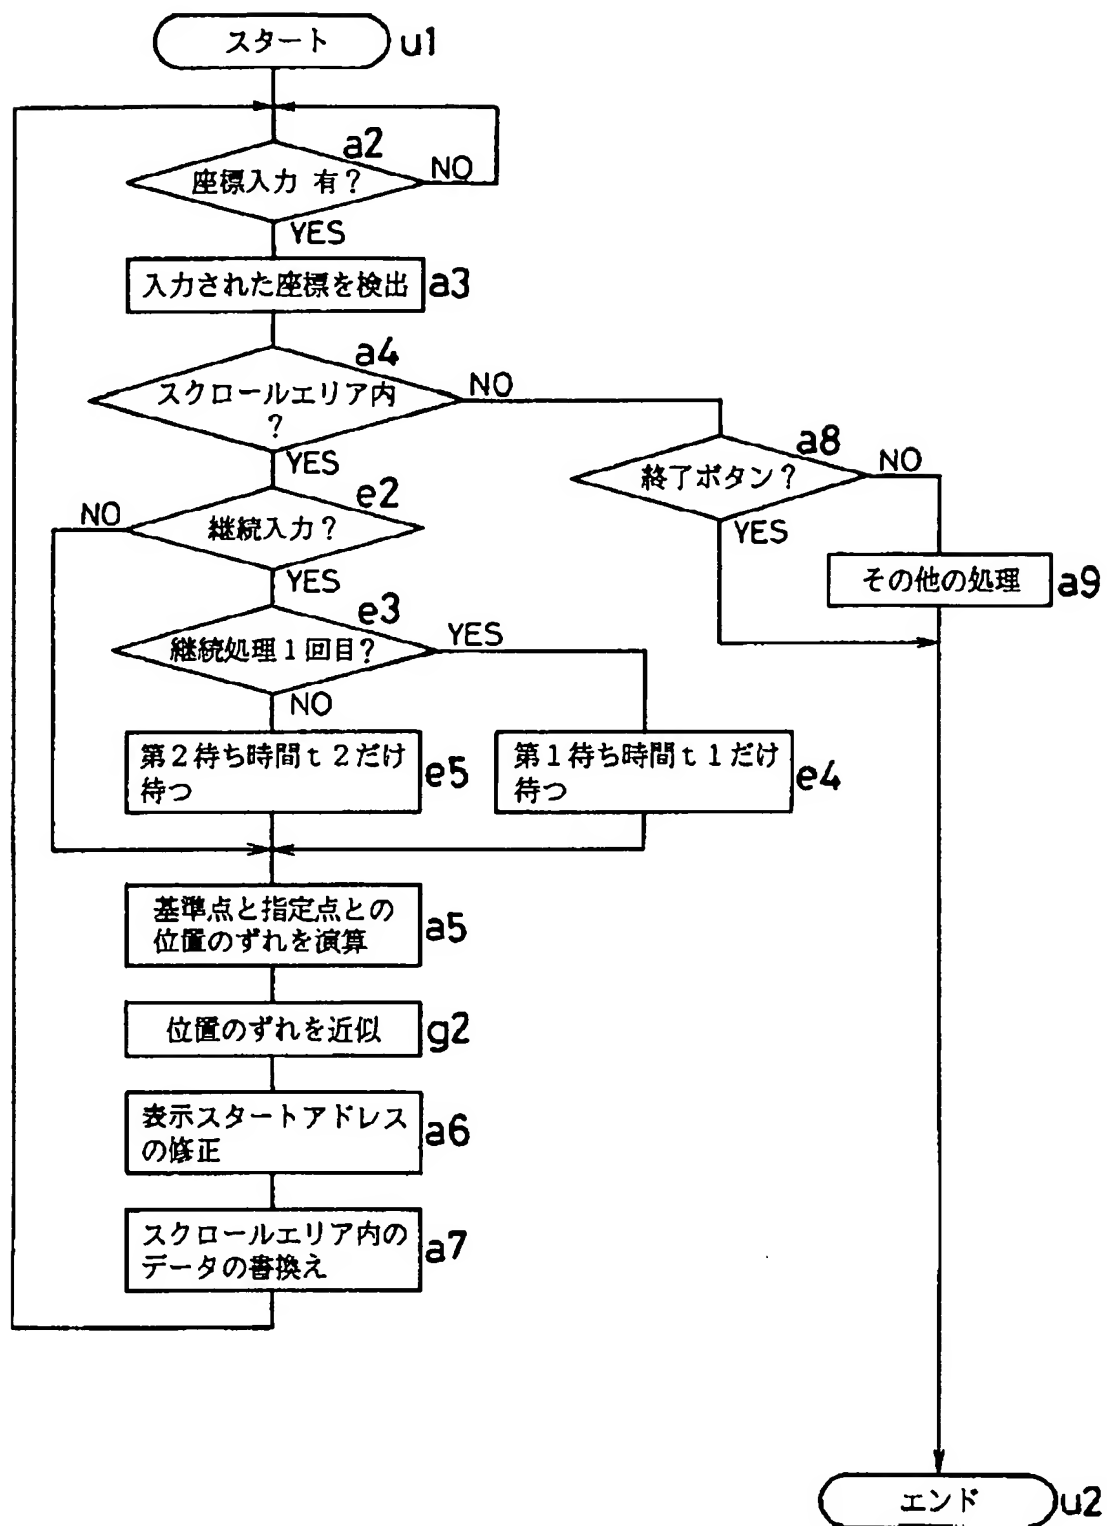 スタート
u1
a2
座標入力 有?
NO
YES
入力された座標を検出
a3
a4
スクロールエリア内
?
NO
YES
a8
終了ボタン?
NO
YES
その他の処理
a9
e2
NO
継続入力?
YES
e3
継続処理1回目?
YES
NO
第2待ち時間t2だけ
待つ
e5
第1待ち時間t1だけ
待つ
e4
基準点と指定点との
位置のずれを演算
a5
位置のずれを近似
g2
表示スタートアドレス
の修正
a6
スクロールエリア内の
データの書換え
a7
エンド
u2